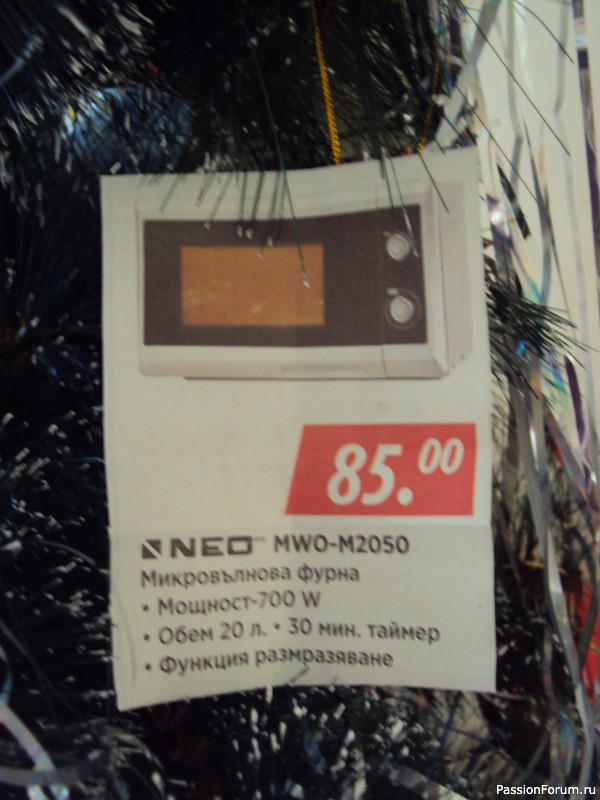 85.00
NEO MWO-M2050
Микровълнова фурна
• Мощност-700 W
• Обем 20 л. • 30 мин. таймер
• Функция размразяване
PassionForum.ru